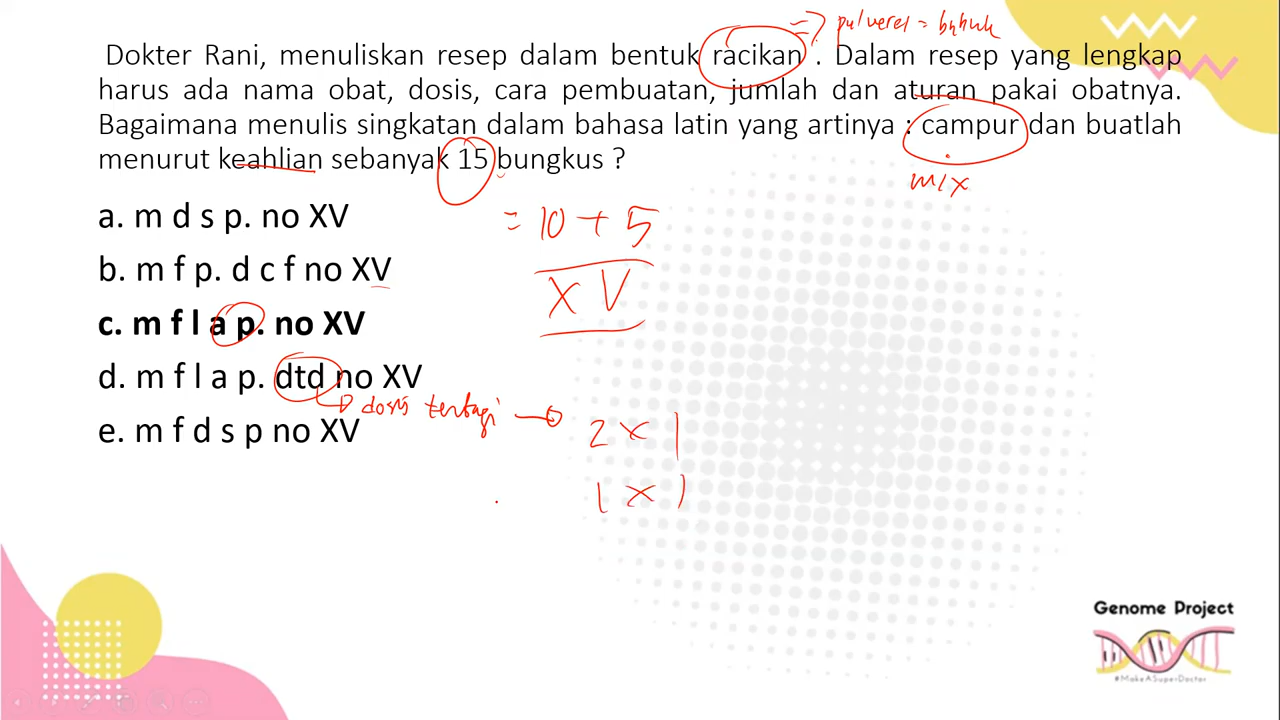 => pulveres = bubuk
Dokter Rani, menuliskan resep dalam bentuk racikan . Dalam resep yang lengkap
harus ada nama obat, dosis, cara pembuatan, jumlah dan aturan pakai obatnya.
Bagaimana menulis singkatan dalam bahasa latin yang artinya : campur dan buatlah
menurut keahlian sebanyak 15 bungkus ?
mix
a. m d s p. no XV
= 10 + 5
b. m f p. d c f no XV
X V
c. m f l a p. no XV
d. m f l a p. dtd no XV
dosis terbagi
2 x 1
e. m f d s p no XV
1 x 1
Genome Project
#MakeASuperDoctor